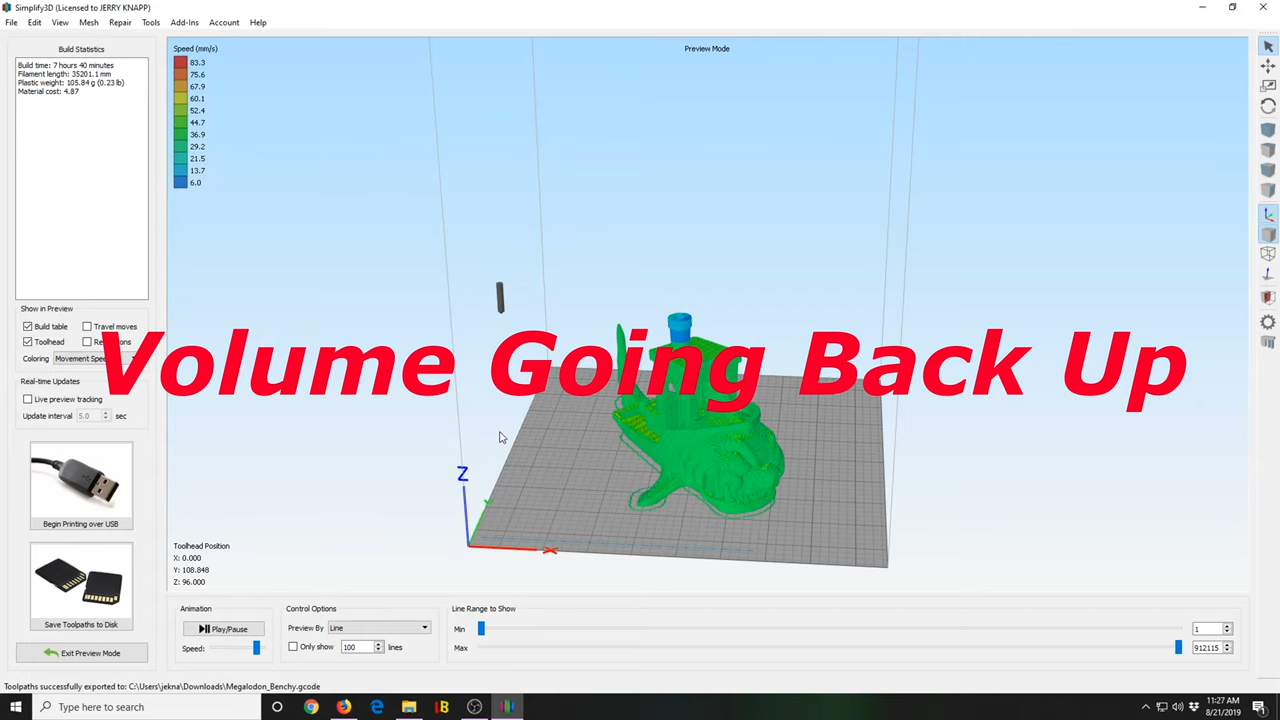 Simplify3D (Licensed to JERRY KNAPP)
File Edit View Mesh Repair Tools Add-Ins Account Help
Build Statistics
Build time: 7 hours 40 minutes
Filament length: 35201.1 mm
Plastic weight: 105.84 g (0.23 lb)
Material cost: 4.87
Speed (mm/s)
83.3
75.6
67.9
60.1
52.4
44.7
36.9
29.2
21.5
13.7
6.0
Preview Mode
Show in Preview
Build table Travel moves
Toolhead
Coloring Movement
Volume Going Back Up
Real-time Updates
Live preview tracking
Update interval 5.0 sec
Begin Printing over USB
Save Toolpaths to Disk
Exit Preview Mode
Z
X
Toolhead Position
X: 0.000
Y: 108.848
Z: 96.000
Animation
Play/Pause
Speed:
Control Options
Preview By Line
Only show 100 lines
Line Range to Show
Min 1
Max 912115
Toolpaths successfully exported to: C:\Users\jekna\Downloads\Megalodon_Benchy.gcode
Type here to search
11:27 AM
8/21/2019